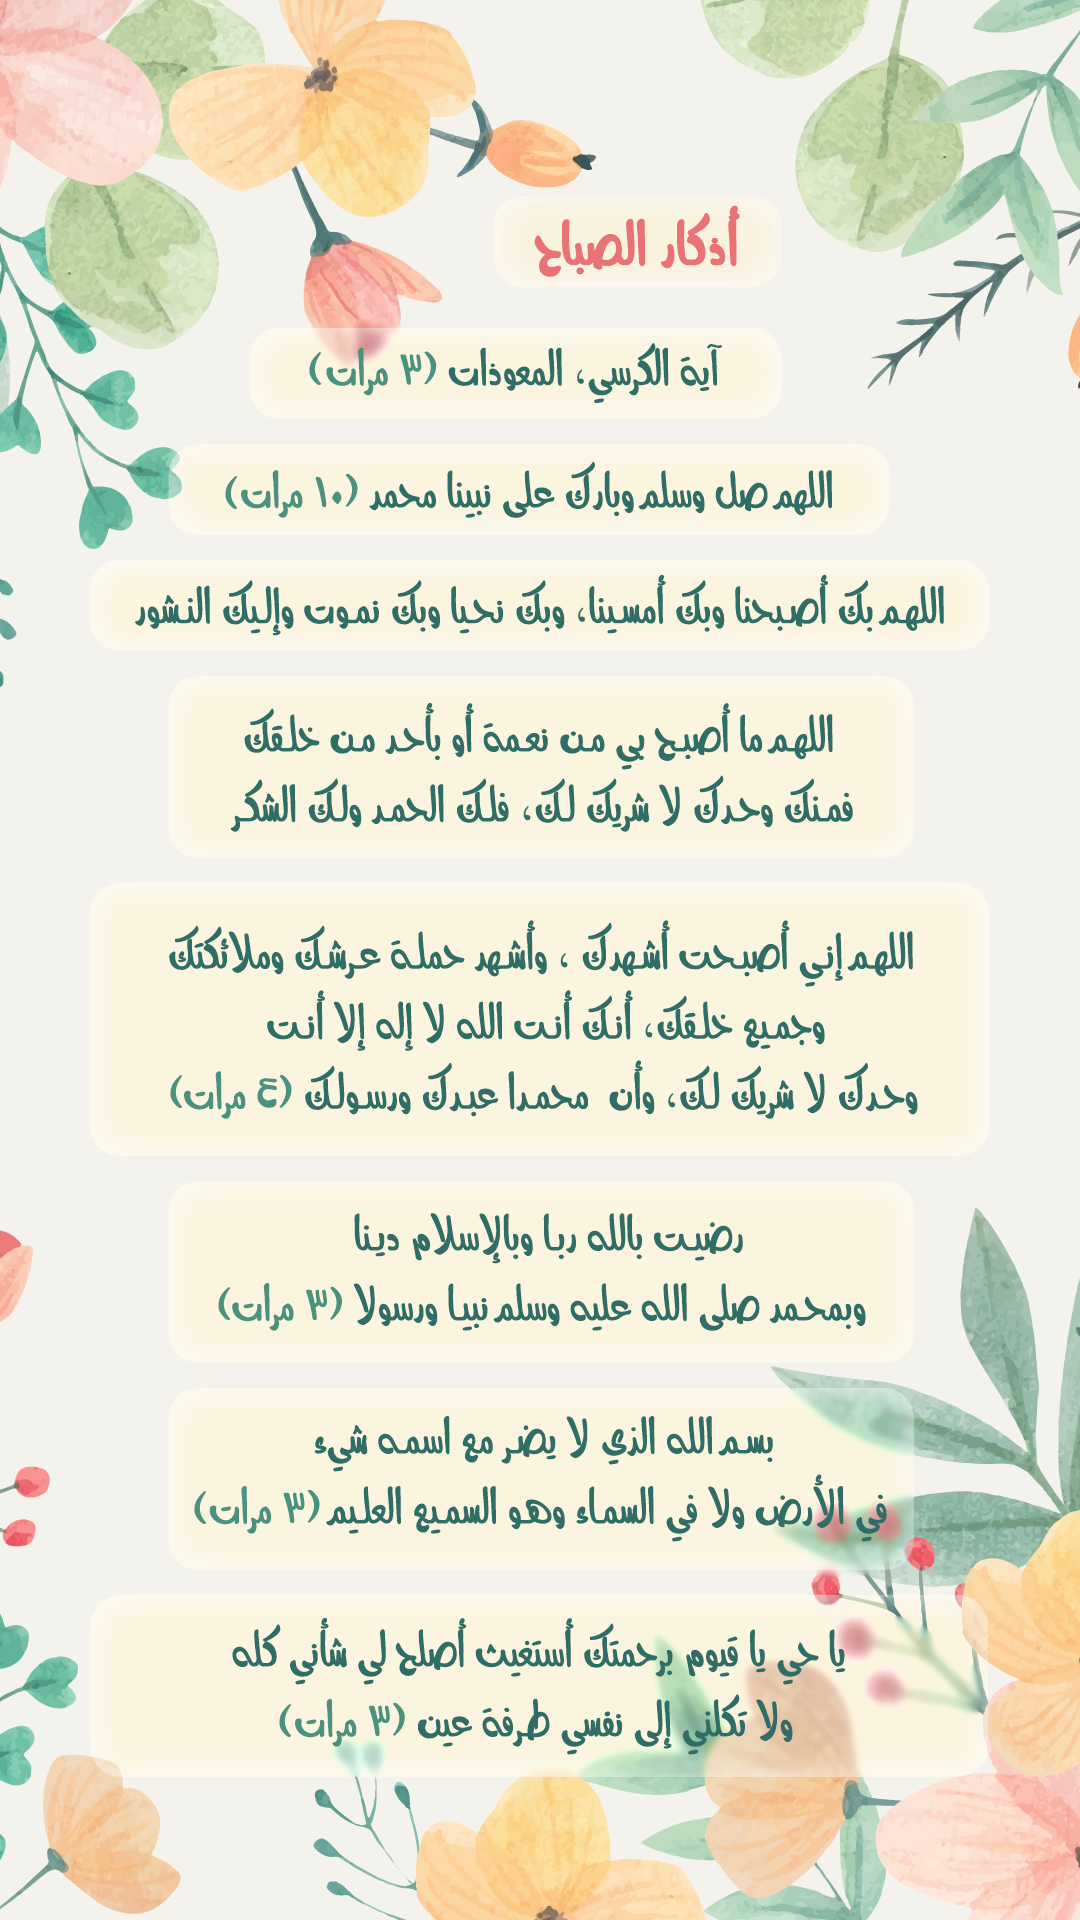 أذكار الصباح
آية الكرسي، المعوذات (٣ مرات)
اللهم صل وسلم وبارك على نبينا محمد (١٠ مرات)
اللهم بك أصبحنا وبك أمسينا، وبك نحيا وبك نموت وإليك النشور
اللهم ما أصبح بي من نعمة أو بأحد من خلقك
فمنك وحدك لا شريك لك، فلك الحمد ولك الشكر
اللهم إني أصبحت أشهدك ، وأشهد حملة عرشك وملائكتك
وجميع خلقك، أنك أنت الله لا إله إلا أنت
وحدك لا شريك لك، وأن محمدا عبدك ورسولك (٤ مرات)
رضيت بالله ربا وبالإسلام دينا
وبمحمد صلى الله عليه وسلم نبيا ورسولا (٣ مرات)
بسم الله الذي لا يضر مع اسمه شيء
في الأرض ولا في السماء وهو السميع العليم (٣ مرات)
يا حي يا قيوم برحمتك أستغيث أصلح لي شأني كله
ولا تكلني إلى نفسي طرفة عين (٣ مرات)